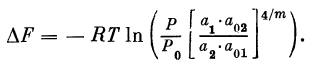 ΔF = — RT ln ( P / P₀ [ a₁ · a₀₂ / a₂ · a₀₁ ]^{4/m} ).